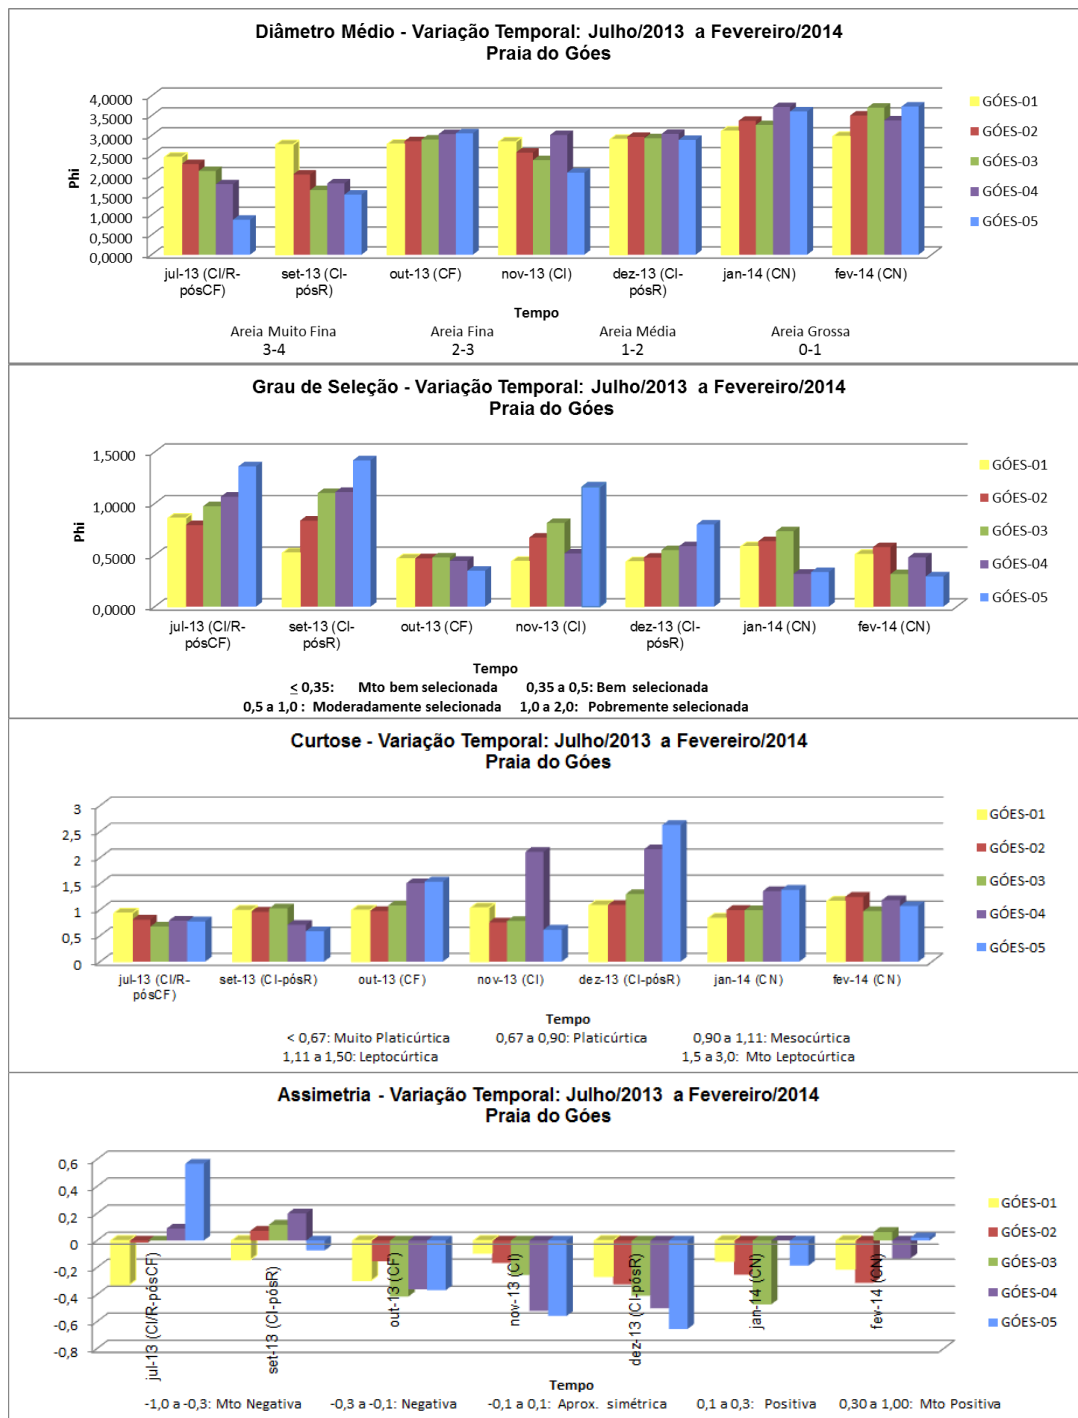 Diâmetro Médio - Variação Temporal: Julho/2013 a Fevereiro/2014
Praia do Góes
4,0000
3,5000
3,0000
2,5000
2,0000
1,5000
1,0000
0,5000
0,0000
Phi
jul-13 (CI/R-
pósCF)
set-13 (CI-
pósR)
out-13 (CF)
nov-13 (CI)
dez-13 (CI-
pósR)
jan-14 (CN)
fev-14 (CN)
GÓES-01
GÓES-02
GÓES-03
GÓES-04
GÓES-05
Tempo
Areia Muito Fina Areia Fina Areia Média Areia Grossa
3-4 2-3 1-2 0-1
Grau de Seleção - Variação Temporal: Julho/2013 a Fevereiro/2014
Praia do Góes
1,5000
1,0000
0,5000
0,0000
Phi
jul-13 (CI/R-
pósCF)
set-13 (CI-
pósR)
out-13 (CF)
nov-13 (CI)
dez-13 (CI-
pósR)
jan-14 (CN)
fev-14 (CN)
GÓES-01
GÓES-02
GÓES-03
GÓES-04
GÓES-05
Tempo
≤ 0,35: Mto bem selecionada 0,35 a 0,5: Bem selecionada
0,5 a 1,0 : Moderadamente selecionada 1,0 a 2,0: Pobremente selecionada
Curtose - Variação Temporal: Julho/2013 a Fevereiro/2014
Praia do Góes
3
2,5
2
1,5
1
0,5
0
jul-13 (CI/R-
pósCF)
set-13 (CI-pósR)
out-13 (CF)
nov-13 (CI)
dez-13 (CI-pósR)
jan-14 (CN)
fev-14 (CN)
GÓES-01
GÓES-02
GÓES-03
GÓES-04
GÓES-05
Tempo
< 0,67: Muito Platicúrtica 0,67 a 0,90: Platicúrtica 0,90 a 1,11: Mesocúrtica
1,11 a 1,50: Leptocúrtica 1,5 a 3,0: Mto Leptocúrtica
Assimetria - Variação Temporal: Julho/2013 a Fevereiro/2014
Praia do Góes
0,6
0,4
0,2
0
-0,2
-0,4
-0,6
-0,8
jul-13 (CI/R-pósCF)
set-13 (CI-pósR)
out-13 (CF)
nov-13 (CI)
dez-13 (CI-pósR)
jan-14 (CN)
fev-14 (CN)
GÓES-01
GÓES-02
GÓES-03
GÓES-04
GÓES-05
Tempo
-1,0 a -0,3: Mto Negativa -0,3 a -0,1: Negativa -0,1 a 0,1: Aprox. simétrica 0,1 a 0,3: Positiva 0,30 a 1,00: Mto Positiva